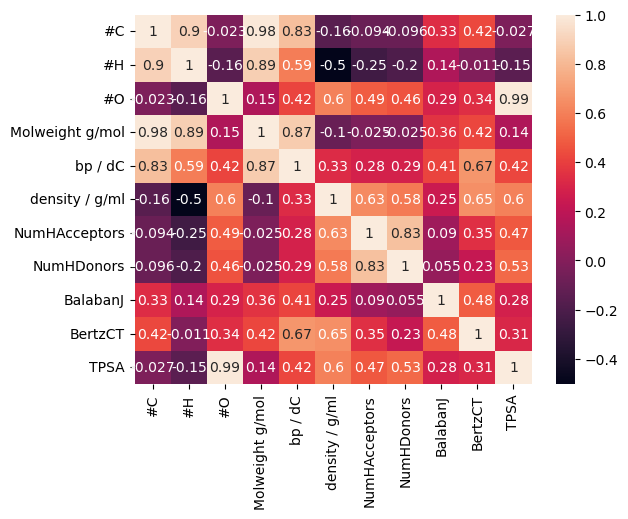 #C 1 0.9 -0.023 0.98 0.83 -0.16 -0.094 -0.096 0.33 0.42 -0.027
#H 0.9 1 -0.16 0.89 0.59 -0.5 -0.25 -0.2 0.14 -0.011 -0.15
#O -0.023 -0.16 1 0.15 0.42 0.6 0.49 0.46 0.29 0.34 0.99
Molweight g/mol 0.98 0.89 0.15 1 0.87 -0.1 -0.025 -0.025 0.36 0.42 0.14
bp / dC 0.83 0.59 0.42 0.87 1 0.33 0.28 0.29 0.41 0.67 0.42
density / g/ml -0.16 -0.5 0.6 -0.1 0.33 1 0.63 0.58 0.25 0.65 0.6
NumHAcceptors -0.094 -0.25 0.49 -0.025 0.28 0.63 1 0.83 0.09 0.35 0.47
NumHDonors -0.096 -0.2 0.46 -0.025 0.29 0.58 0.83 1 0.055 0.23 0.53
BalabanJ 0.33 0.14 0.29 0.36 0.41 0.25 0.09 0.055 1 0.48 0.28
BertzCT 0.42 -0.011 0.34 0.42 0.67 0.65 0.35 0.23 0.48 1 0.31
TPSA -0.027 -0.15 0.99 0.14 0.42 0.6 0.47 0.53 0.28 0.31 1
#C #H #O Molweight g/mol bp / dC density / g/ml NumHAcceptors NumHDonors BalabanJ BertzCT TPSA
1.0
0.8
0.6
0.4
0.2
0.0
−0.2
−0.4